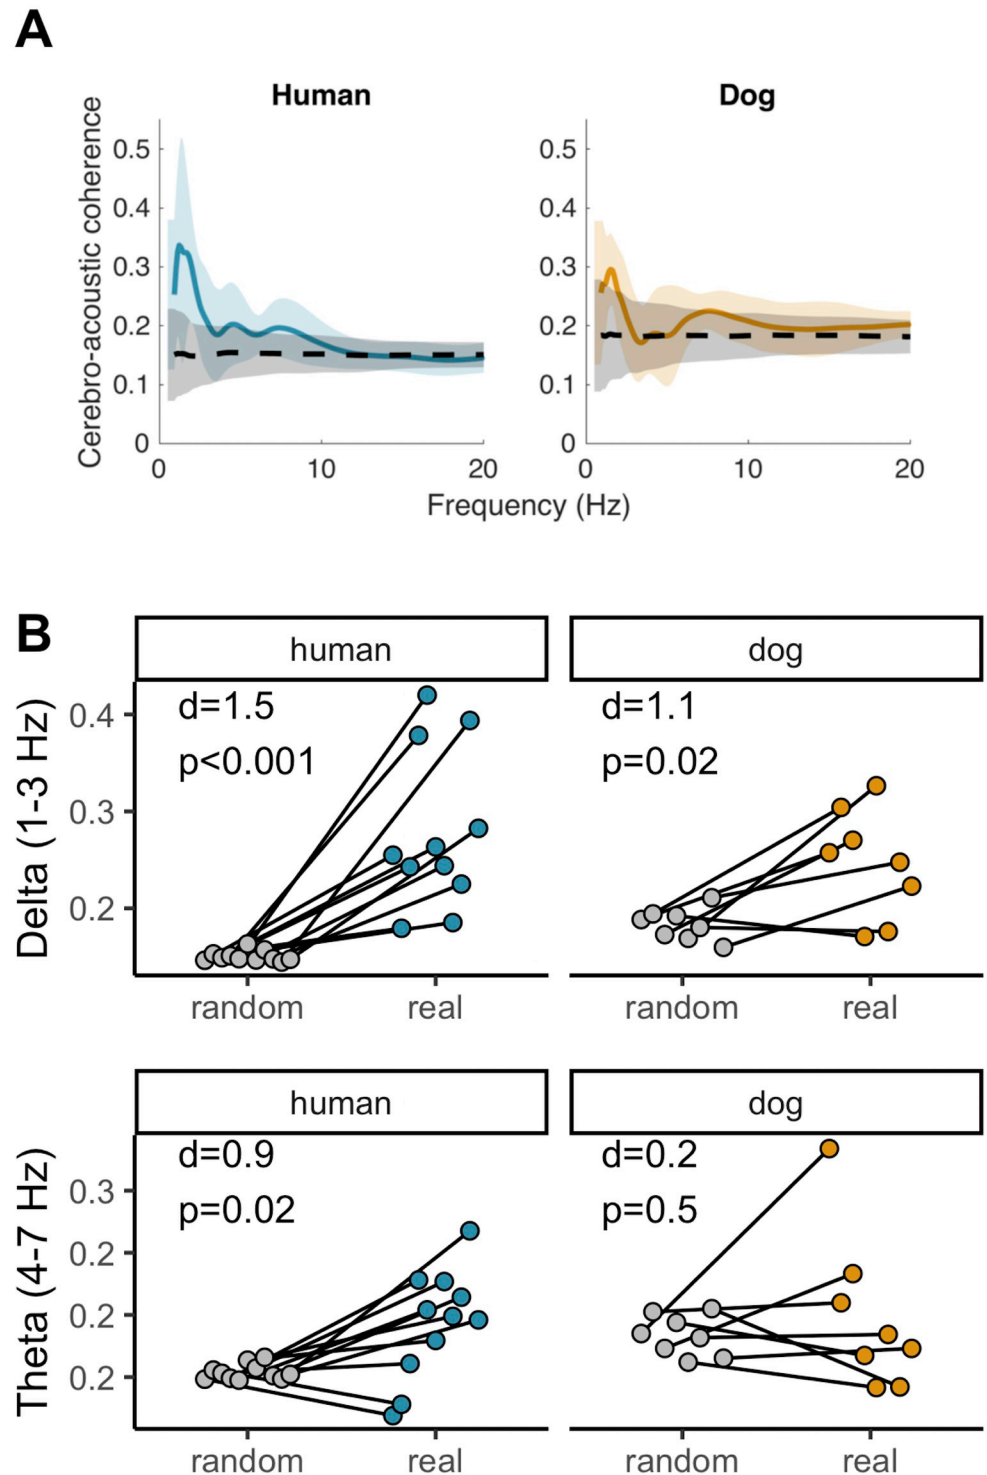 A
Human Dog
Cerebro-acoustic coherence
0.5
0.4
0.3
0.2
0.1
0
0 10 20
0.5
0.4
0.3
0.2
0.1
0
0 10 20
Frequency (Hz)
B
human dog
Delta (1-3 Hz)
0.4
0.3
0.2
d=1.5
p<0.001
d=1.1
p=0.02
random real random real
human dog
Theta (4-7 Hz)
0.3
0.2
0.2
0.2
d=0.9
p=0.02
d=0.2
p=0.5
random real random real